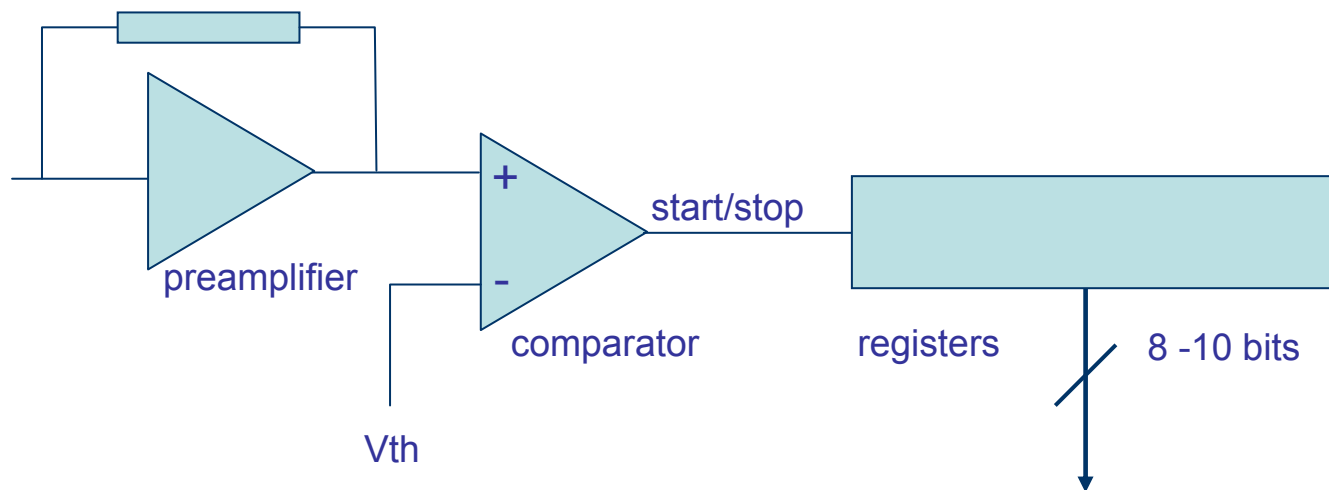 +
start/stop
preamplifier
-
comparator
registers
8 -10 bits
Vth